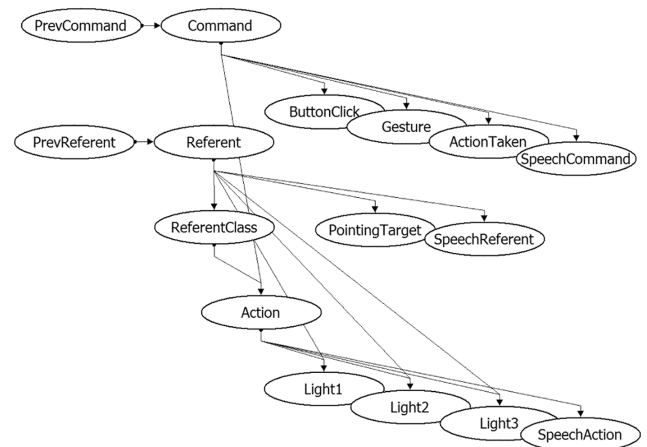 PrevCommand
Command
ButtonClick
Gesture
ActionTaken
SpeechCommand
PrevReferent
Referent
ReferentClass
PointingTarget
SpeechReferent
Action
Light1
Light2
Light3
SpeechAction